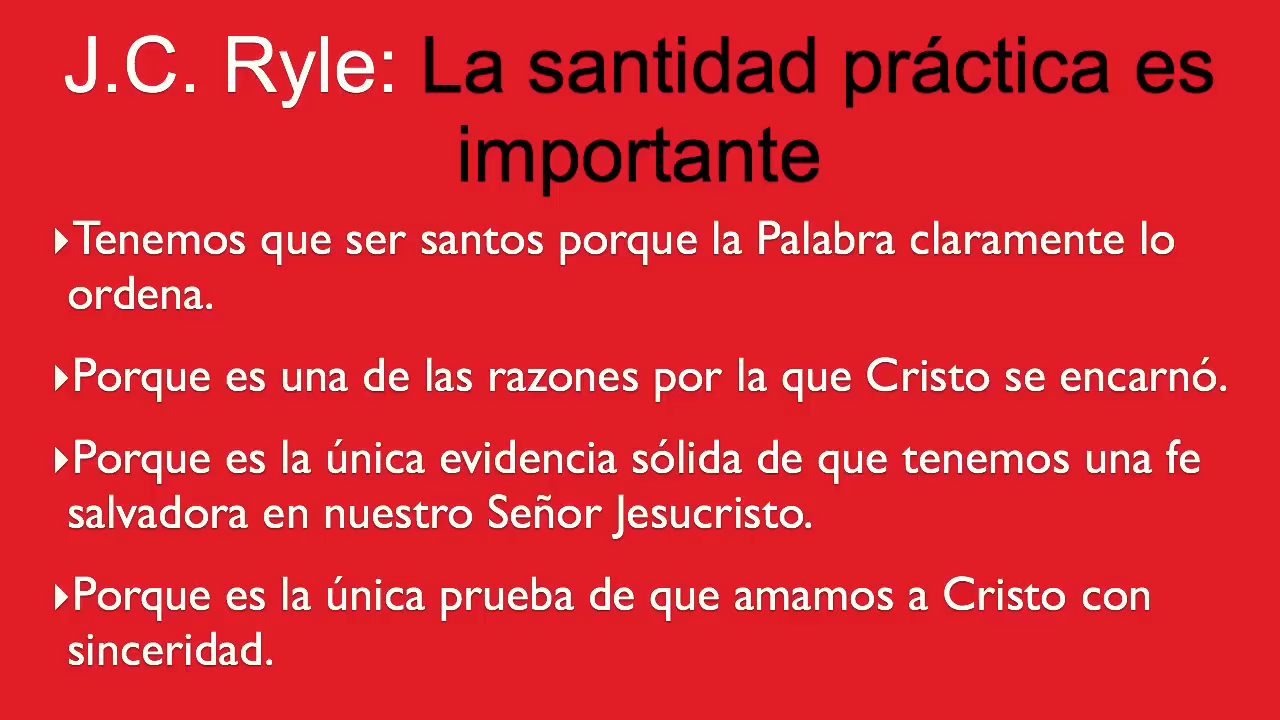 J.C. Ryle: La santidad práctica es
importante
‣Tenemos que ser santos porque la Palabra claramente lo
ordena.
‣Porque es una de las razones por la que Cristo se encarnó.
‣Porque es la única evidencia sólida de que tenemos una fe
salvadora en nuestro Señor Jesucristo.
‣Porque es la única prueba de que amamos a Cristo con
sinceridad.